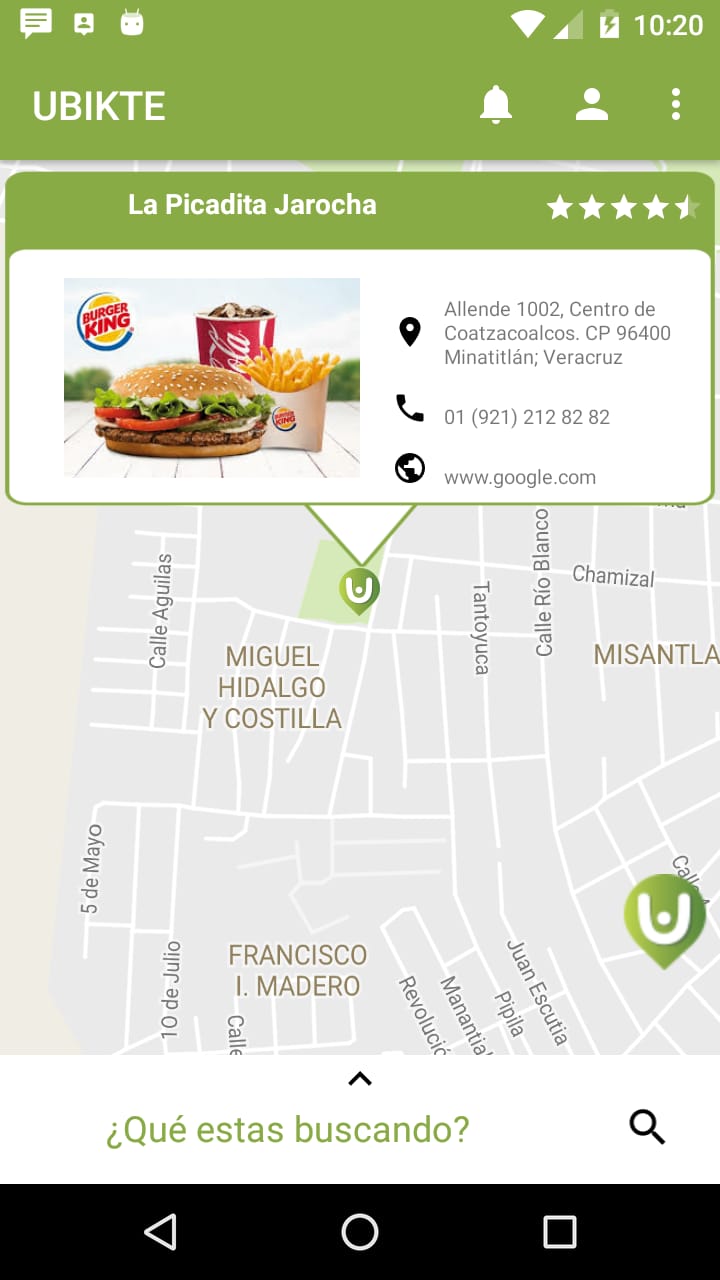 10:20
UBIKTE
La Picadita Jarocha
BURGER
KING
Allende 1002, Centro de
Coatzacoalcos. CP 96400
Minatitlán; Veracruz
01 (921) 212 82 82
www.google.com
Calle Aguilas
Tantoyuca
Calle Río Blanco
Chamizal
MIGUEL
HIDALGO
Y COSTILLA
MISANTLA
5 de Mayo
10 de Julio
FRANCISCO
I. MADERO
Calle
Revolució
Manantia
Pipila
Juan Escutia
¿Qué estas buscando?